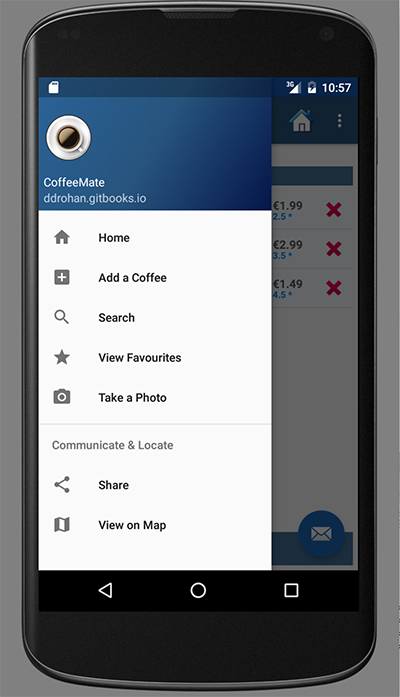 3G 10:57
CoffeeMate
ddrohan.gitbooks.io
Home
€1.99
2.5 *
Add a Coffee
€2.99
3.5 *
Search
€1.49
4.5 *
View Favourites
Take a Photo
Communicate & Locate
Share
View on Map